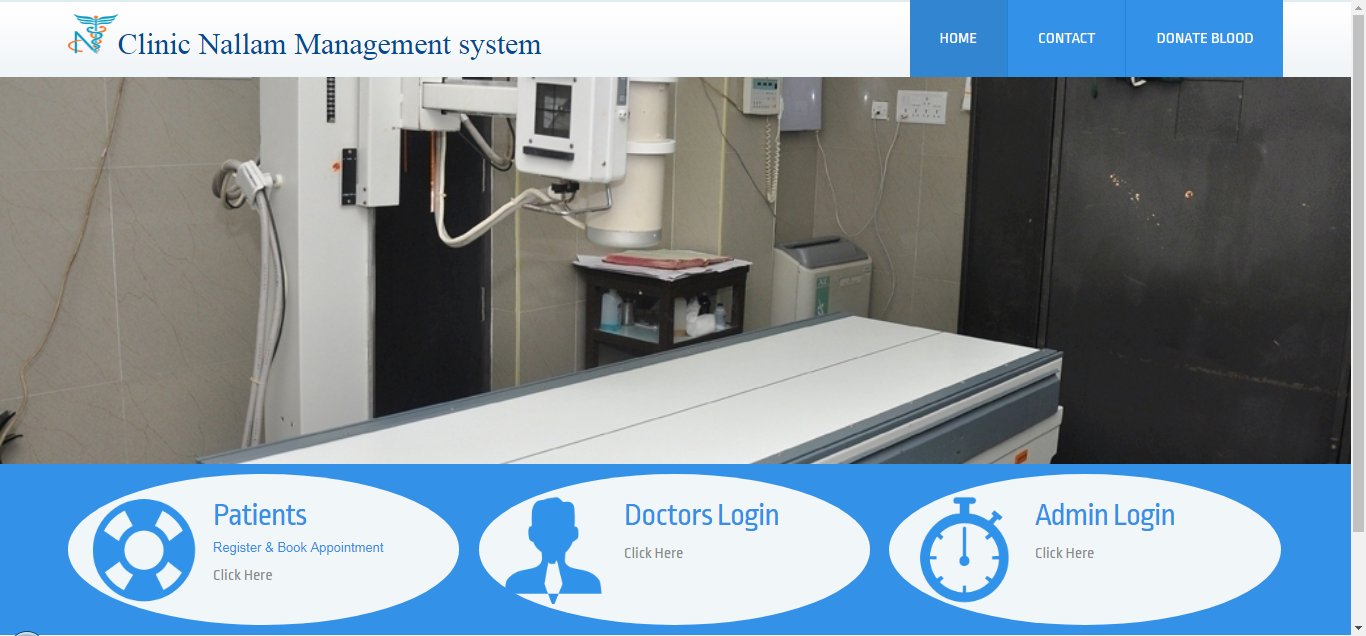 Clinic Nallam Management system
HOME
CONTACT
DONATE BLOOD
Patients
Register & Book Appointment
Click Here
Doctors Login
Click Here
Admin Login
Click Here